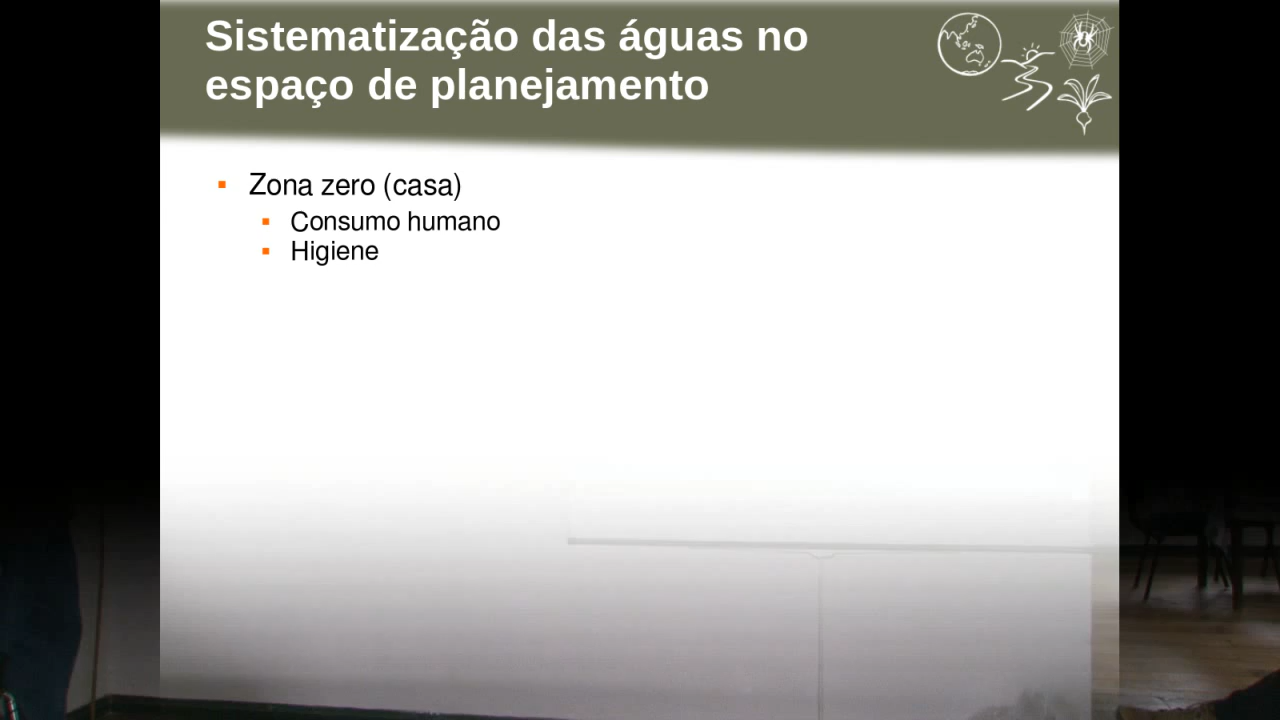 Sistematização das águas no
espaço de planejamento
Zona zero (casa)
Consumo humano
Higiene